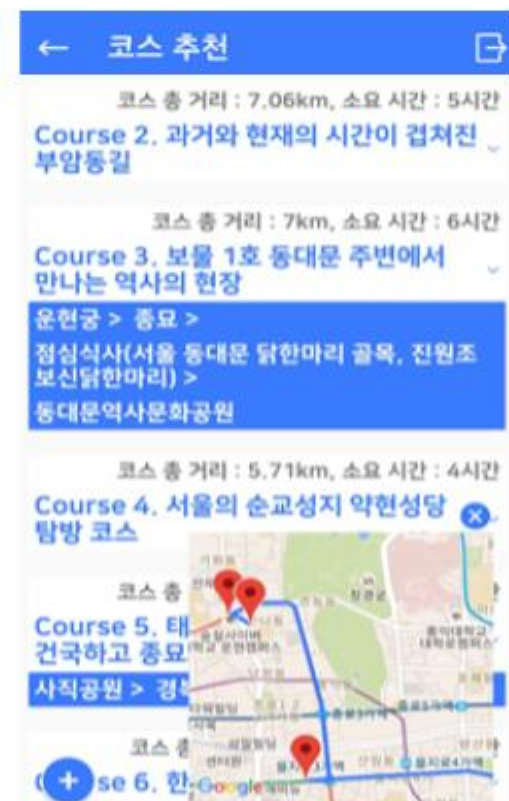 ← 코스 추천
코스 총 거리 : 7.06km, 소요 시간 : 5시간
Course 2. 과거와 현재의 시간이 겹쳐진
부암동길
코스 총 거리 : 7km, 소요 시간 : 6시간
Course 3. 보물 1호 동대문 주변에서
만나는 역사의 현장
운현궁 > 종묘 >
점심식사(서울 동대문 닭한마리 골목, 진원조
보신닭한마리) >
동대문역사문화공원
코스 총 거리 : 5.71km, 소요 시간 : 4시간
Course 4. 서울의 순교성지 약현성당
탐방 코스
코스 총
Course 5. 태
건국하고 종묘
사직공원 > 경복
코스 총
se 6. 한
창경궁
Google